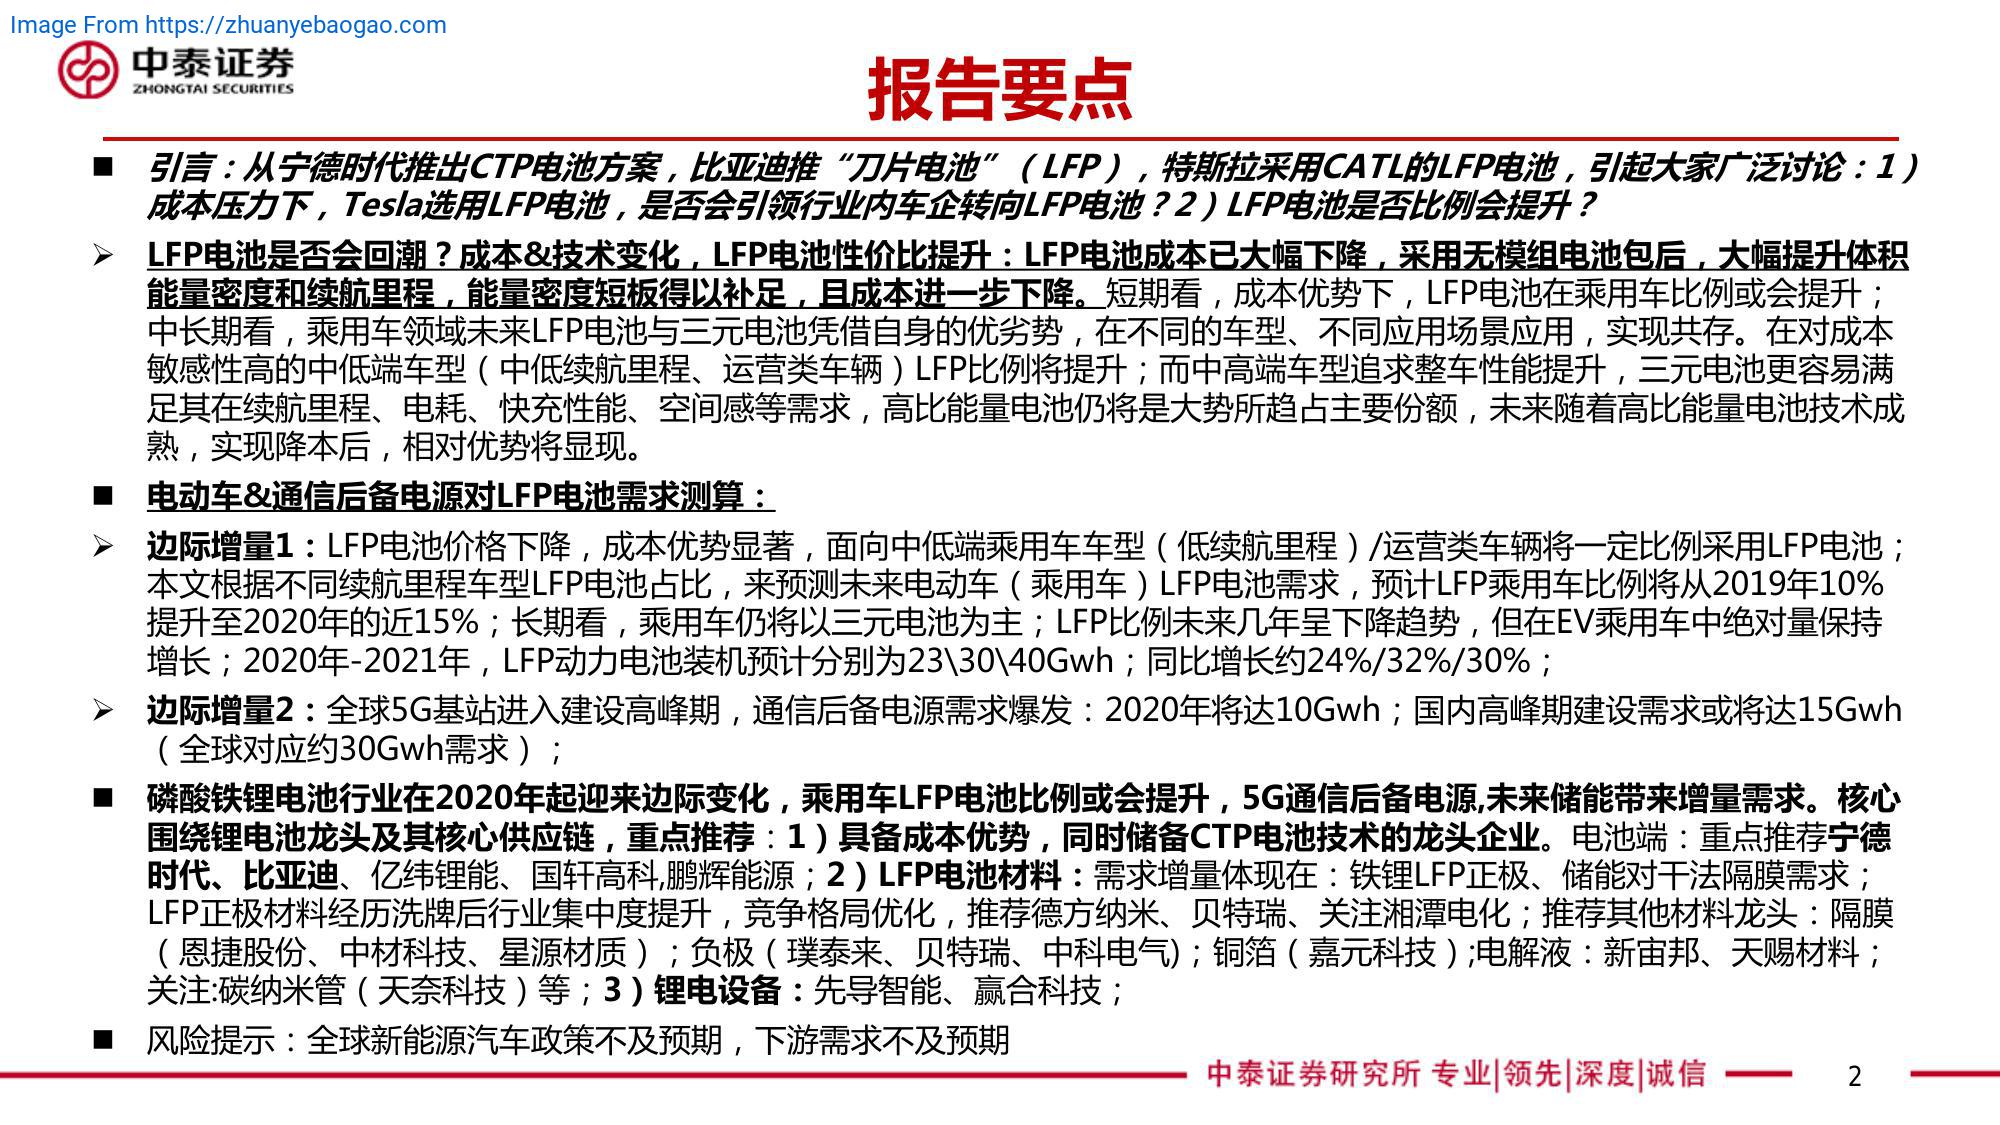 Image From https://zhuanyebaogao.com
中泰证券
ZHONGTAI SECURITIES
报告要点
■ 引言：从宁德时代推出CTP电池方案，比亚迪推“刀片电池”（LFP），特斯拉采用CATL的LFP电池，引起大家广泛讨论：1）
成本压力下，Tesla选用LFP电池，是否会引领行业内车企转向LFP电池？2）LFP电池是否比例会提升？
➢ LFP电池是否会回潮？成本&技术变化，LFP电池性价比提升：LFP电池成本已大幅下降，采用无模组电池包后，大幅提升体积
能量密度和续航里程，能量密度短板得以补足，且成本进一步下降。短期看，成本优势下，LFP电池在乘用车比例或会提升；
中长期看，乘用车领域未来LFP电池与三元电池凭借自身的优劣势，在不同的车型、不同应用场景应用，实现共存。在对成本
敏感性高的中低端车型（中低续航里程、运营类车辆）LFP比例将提升；而中高端车型追求整车性能提升，三元电池更容易满
足其在续航里程、电耗、快充性能、空间感等需求，高比能量电池仍将是大势所趋占主要份额，未来随着高比能量电池技术成
熟，实现降本后，相对优势将显现。
■ 电动车&通信后备电源对LFP电池需求测算：
➢ 边际增量1：LFP电池价格下降，成本优势显著，面向中低端乘用车车型（低续航里程）/运营类车辆将一定比例采用LFP电池；
本文根据不同续航里程车型LFP电池占比，来预测未来电动车（乘用车）LFP电池需求，预计LFP乘用车比例将从2019年10%
提升至2020年的近15%；长期看，乘用车仍将以三元电池为主；LFP比例未来几年呈下降趋势，但在EV乘用车中绝对量保持
增长；2020年-2021年，LFP动力电池装机预计分别为23\30\40Gwh；同比增长约24%/32%/30%；
➢ 边际增量2：全球5G基站进入建设高峰期，通信后备电源需求爆发：2020年将达10Gwh；国内高峰期建设需求或将达15Gwh
（全球对应约30Gwh需求）；
■ 磷酸铁锂电池行业在2020年起迎来边际变化，乘用车LFP电池比例或会提升，5G通信后备电源,未来储能带来增量需求。核心
围绕锂电池龙头及其核心供应链，重点推荐：1）具备成本优势，同时储备CTP电池技术的龙头企业。电池端：重点推荐宁德
时代、比亚迪、亿纬锂能、国轩高科,鹏辉能源；2）LFP电池材料：需求增量体现在：铁锂LFP正极、储能对干法隔膜需求；
LFP正极材料经历洗牌后行业集中度提升，竞争格局优化，推荐德方纳米、贝特瑞、关注湘潭电化；推荐其他材料龙头：隔膜
（恩捷股份、中材科技、星源材质）；负极（璞泰来、贝特瑞、中科电气)；铜箔（嘉元科技）;电解液：新宙邦、天赐材料；
关注:碳纳米管（天奈科技）等；3）锂电设备：先导智能、赢合科技；
■ 风险提示：全球新能源汽车政策不及预期，下游需求不及预期
中泰证券研究所 专业|领先|深度|诚信
2